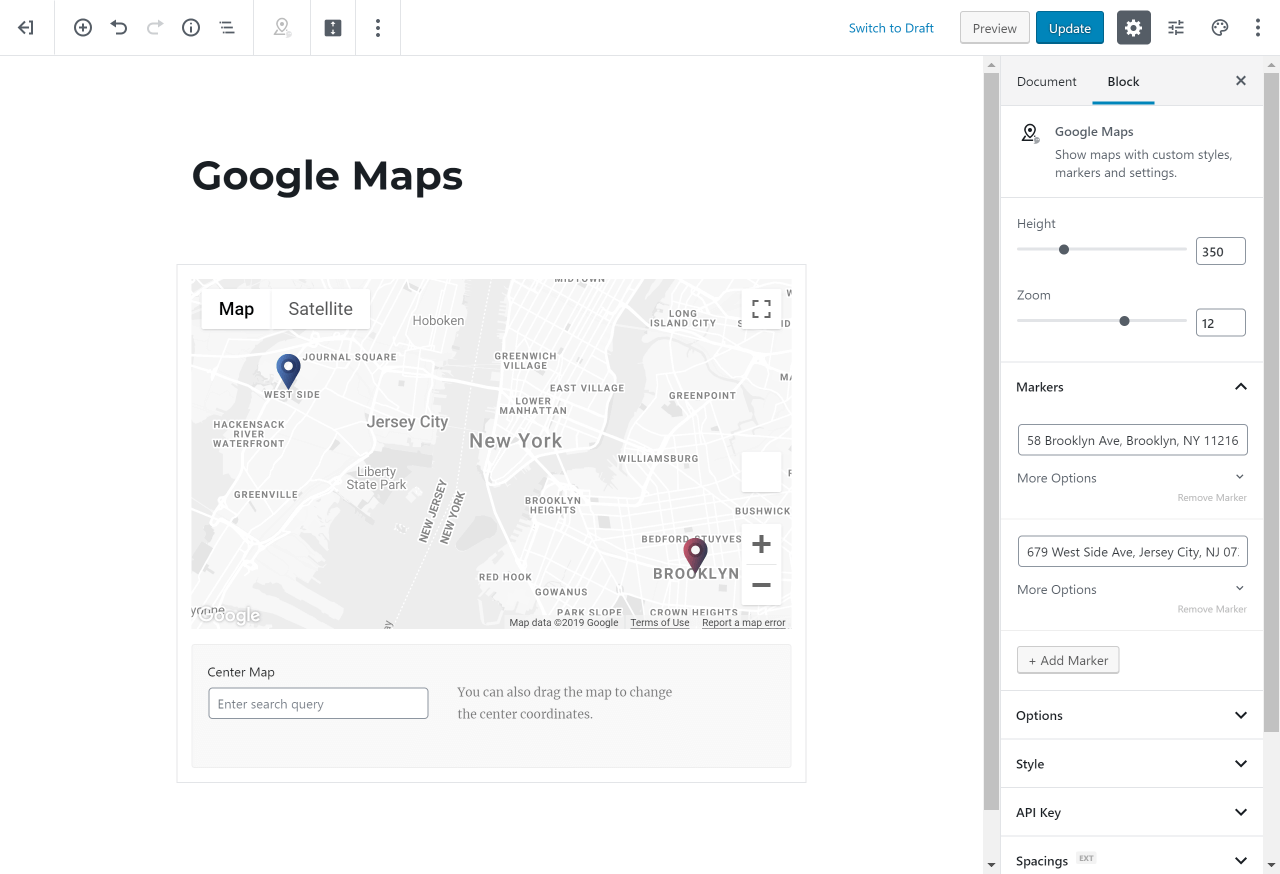 Switch to Draft
Preview
Update
Google Maps
MIDTOWN
Map
Satellite
Hoboken
LONG
ISLAND CITY
JOURNAL SQUARE
GREENWICH
VILLAGE
WEST SIDE
EAST VILLAGE
GREENPOINT
LOWER
MANHATTAN
HACKENSACK
RIVER
WATERFRONT
Jersey City
New York
WILLIAMSBURG
Liberty
State Park
GREENVILLE
NEW JERSEY
NEW YORK
BROOKLYN
HEIGHTS
BUSHWICK
BEDFORD-STUYVES
BROOKLYN
RED HOOK
GOWANUS
PARK SLOPE
CROWN HEIGHTS
Google
Map data ©2019 Google
Terms of Use
Report a map error
Center Map
Enter search query
You can also drag the map to change
the center coordinates.
Document
Block
Google Maps
Show maps with custom styles,
markers and settings.
Height
350
Zoom
12
Markers
58 Brooklyn Ave, Brooklyn, NY 11216
More Options
Remove Marker
679 West Side Ave, Jersey City, NJ 07
More Options
Remove Marker
+ Add Marker
Options
Style
API Key
Spacings EXT